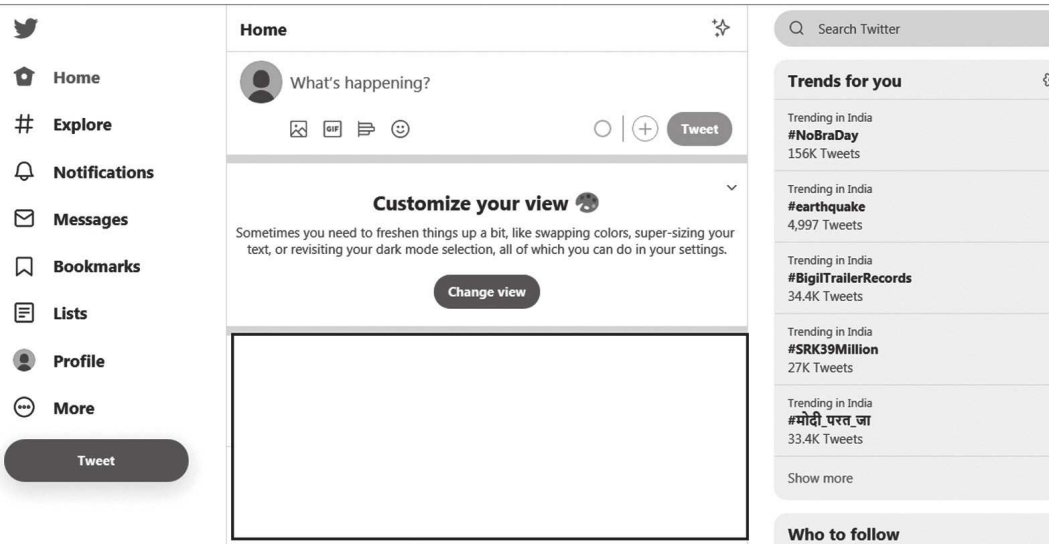 Home
Explore
Notifications
Messages
Bookmarks
Lists
Profile
More
Tweet
Home
What's happening?
GIF
Tweet
Customize your view
Sometimes you need to freshen things up a bit, like swapping colors, super-sizing your
text, or revisiting your dark mode selection, all of which you can do in your settings.
Change view
Search Twitter
Trends for you
Trending in India
#NoBraDay
156K Tweets
Trending in India
#earthquake
4,997 Tweets
Trending in India
#BigilTrailerRecords
34.4K Tweets
Trending in India
#SRK39Million
27K Tweets
Trending in India
#मोदी_परत_जा
33.4K Tweets
Show more
Who to follow